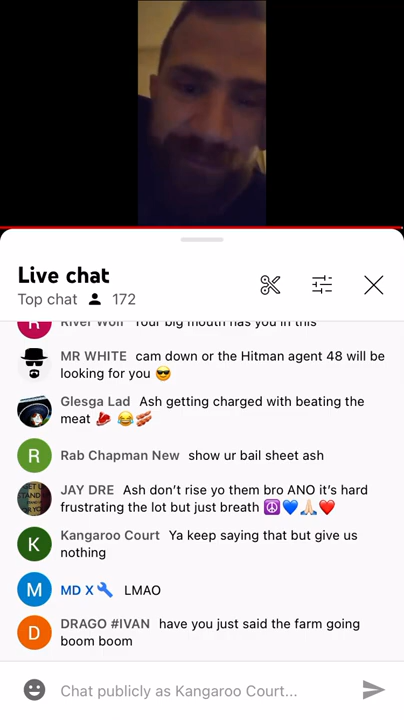 Live chat
Top chat 172
River Wolf Your big mouth has you in this
MR WHITE cam down or the Hitman agent 48 will be
looking for you 😎
Glesga Lad Ash getting charged with beating the
meat 🥩 😂🥓
R
Rab Chapman New show ur bail sheet ash
JAY DRE Ash don't rise yo them bro ANO it's hard
frustrating the lot but just breath ☮️💙🙏🏻❤️
K
Kangaroo Court Ya keep saying that but give us
nothing
M
MD X🔧 LMAO
D
DRAGO #IVAN have you just said the farm going
boom boom
Chat publicly as Kangaroo Court...